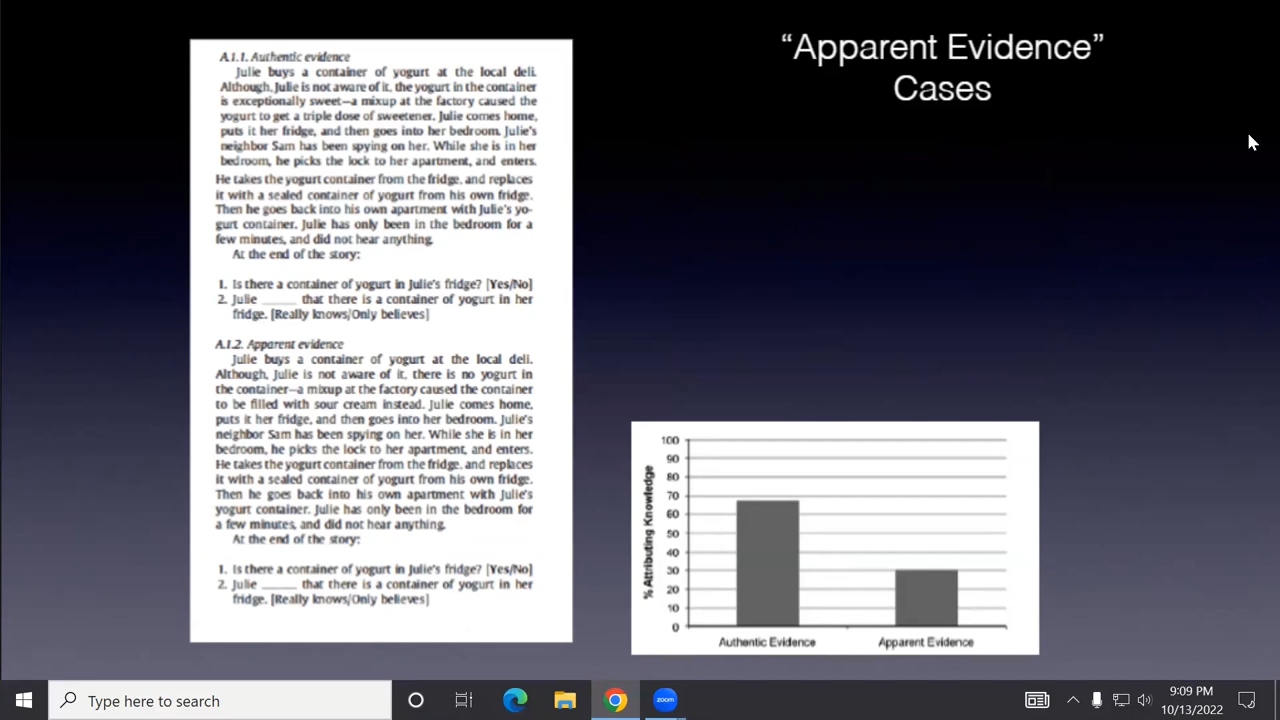 "Apparent Evidence"
Cases
A.1.1. Authentic evidence
Julie buys a container of yogurt at the local deli.
Although, Julie is not aware of it, the yogurt in the container
is exceptionally sweet—a mixup at the factory caused the
yogurt to get a triple dose of sweetener. Julie comes home,
puts it her fridge, and then goes into her bedroom. Julie's
neighbor Sam has been spying on her. While she is in her
bedroom, he picks the lock to her apartment, and enters.
He takes the yogurt container from the fridge, and replaces
it with a sealed container of yogurt from his own fridge.
Then he goes back into his own apartment with Julie's yo-
gurt container. Julie has only been in the bedroom for a
few minutes, and did not hear anything.
At the end of the story:
1. Is there a container of yogurt in Julie's fridge? [Yes/No]
2. Julie _____ that there is a container of yogurt in her
fridge. [Really knows/Only believes]
A.1.2. Apparent evidence
Julie buys a container of yogurt at the local deli.
Although, Julie is not aware of it, there is no yogurt in
the container—a mixup at the factory caused the container
to be filled with sour cream instead. Julie comes home,
puts it her fridge, and then goes into her bedroom. Julie's
neighbor Sam has been spying on her. While she is in her
bedroom, he picks the lock to her apartment, and enters.
He takes the yogurt container from the fridge, and replaces
it with a sealed container of yogurt from his own fridge.
Then he goes back into his own apartment with Julie's
yogurt container. Julie has only been in the bedroom for
a few minutes, and did not hear anything.
At the end of the story:
1. Is there a container of yogurt in Julie's fridge? [Yes/No]
2. Julie _____ that there is a container of yogurt in her
fridge. [Really knows/Only believes]
% Attributing Knowledge
100
90
80
70
60
50
40
30
20
10
0
Authentic Evidence Apparent Evidence
Type here to search
zoom
9:09 PM
10/13/2022